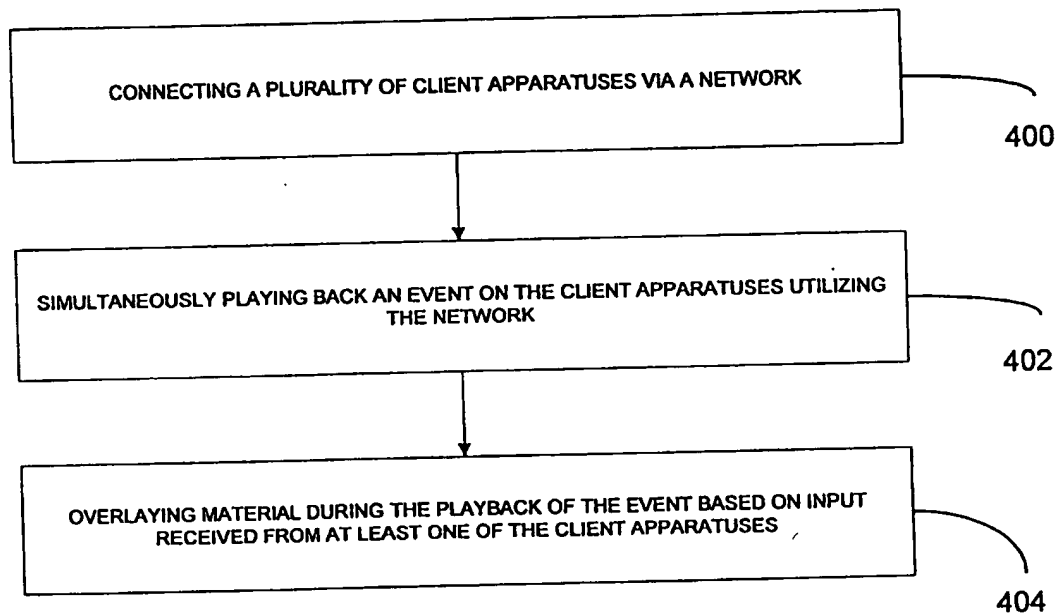 CONNECTING A PLURALITY OF CLIENT APPARATUSES VIA A NETWORK
400
SIMULTANEOUSLY PLAYING BACK AN EVENT ON THE CLIENT APPARATUSES UTILIZING
THE NETWORK
402
OVERLAYING MATERIAL DURING THE PLAYBACK OF THE EVENT BASED ON INPUT
RECEIVED FROM AT LEAST ONE OF THE CLIENT APPARATUSES
404